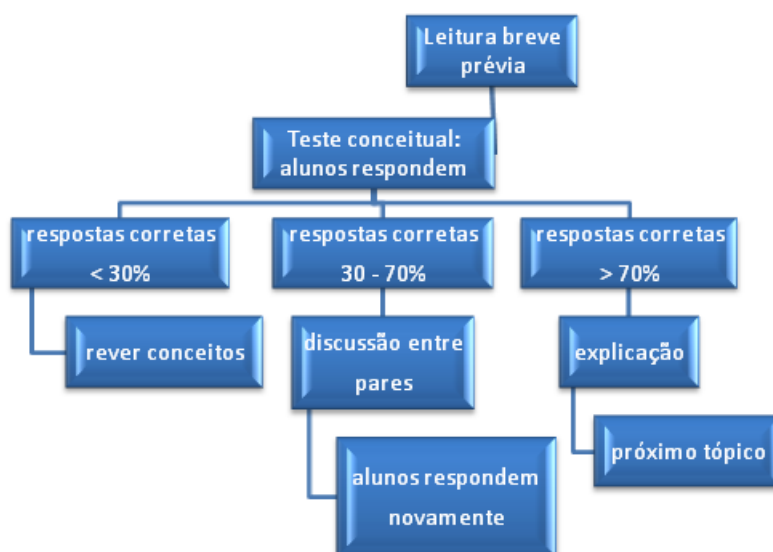 Leitura breve
prévia
Teste conceitual:
alunos respondem
respostas corretas
< 30%
respostas corretas
30 - 70%
respostas corretas
> 70%
rever conceitos
discussão entre
pares
explicação
alunos respondem
novamente
próximo tópico